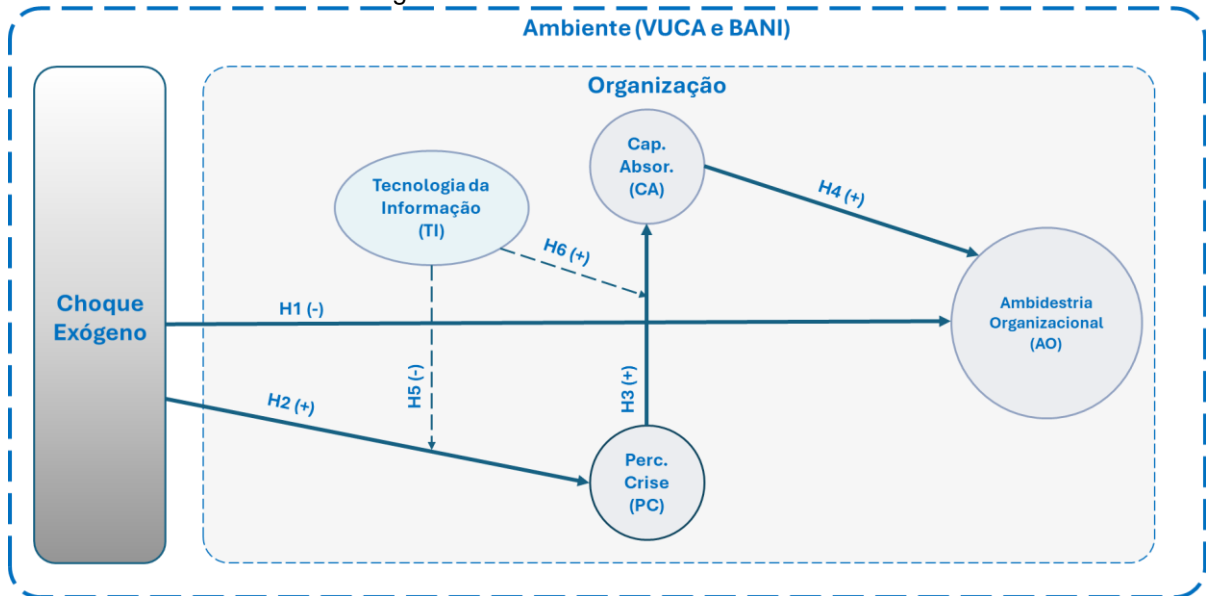 Ambiente (VUCA e BANI)
Organização
Cap.
Absor.
(CA)
Tecnologia da
Informação
(TI)
H4 (+)
H6 (+)
Choque
Exógeno
H1 (-)
Ambidestria
Organizacional
(AO)
H5 (-)
H3 (+)
H2 (+)
Perc.
Crise
(PC)